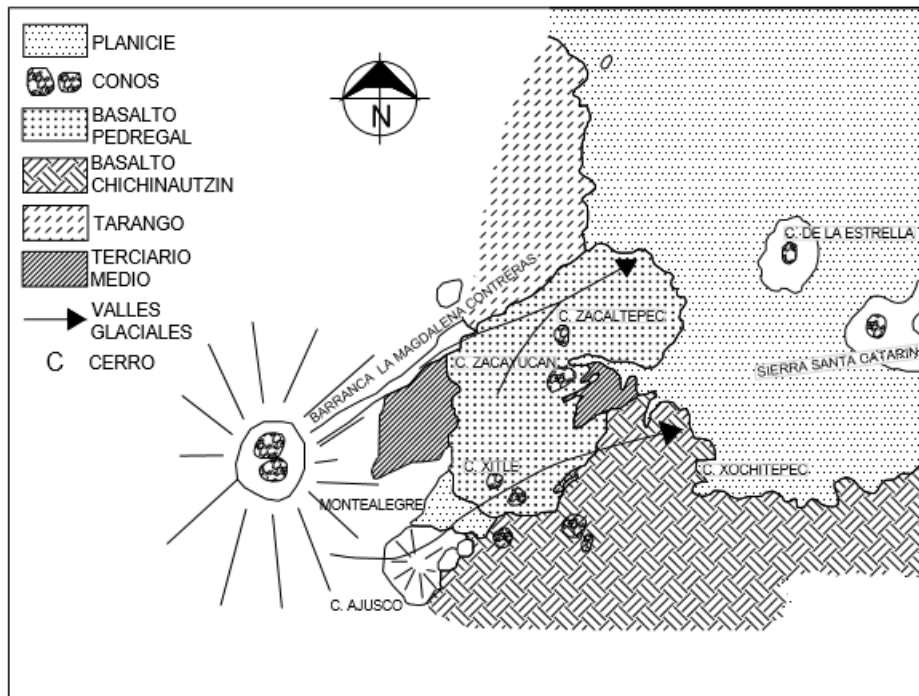 PLANICIE
CONOS
BASALTO
PEDREGAL
BASALTO
CHICHINAUTZIN
TARANGO
TERCIARIO
MEDIO
VALLES
GLACIALES
C CERRO
N
C. DE LA ESTRELLA
BARRANCA LA MAGDALENA CONTRERAS
C. ZACALTEPEC
SIERRA SANTA CATARIN
C. ZACAYUCAN
C. XITLE
C. XOCHITEPEC
MONTEALEGRE
C. AJUSCO